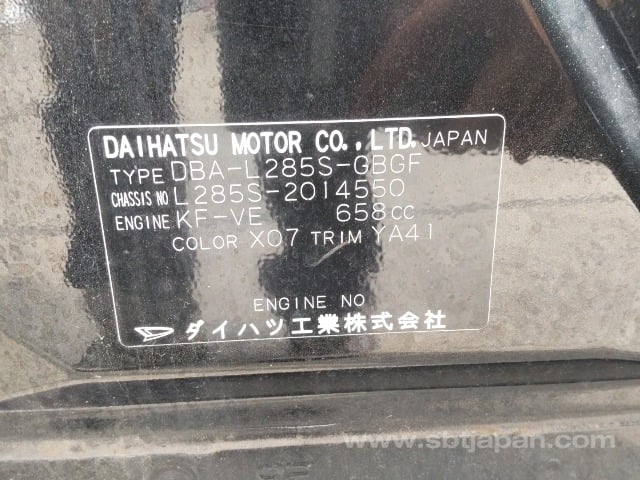 DAIHATSU MOTOR CO.,LTD. JAPAN
TYPE DBA-L285S-GBGF
CHASSIS NO L285S-2014550
ENGINE KF-VE 658cc
COLOR X07 TRIM YA41
ENGINE NO
ダイハツ工業株式会社
www.sbtjapan.com